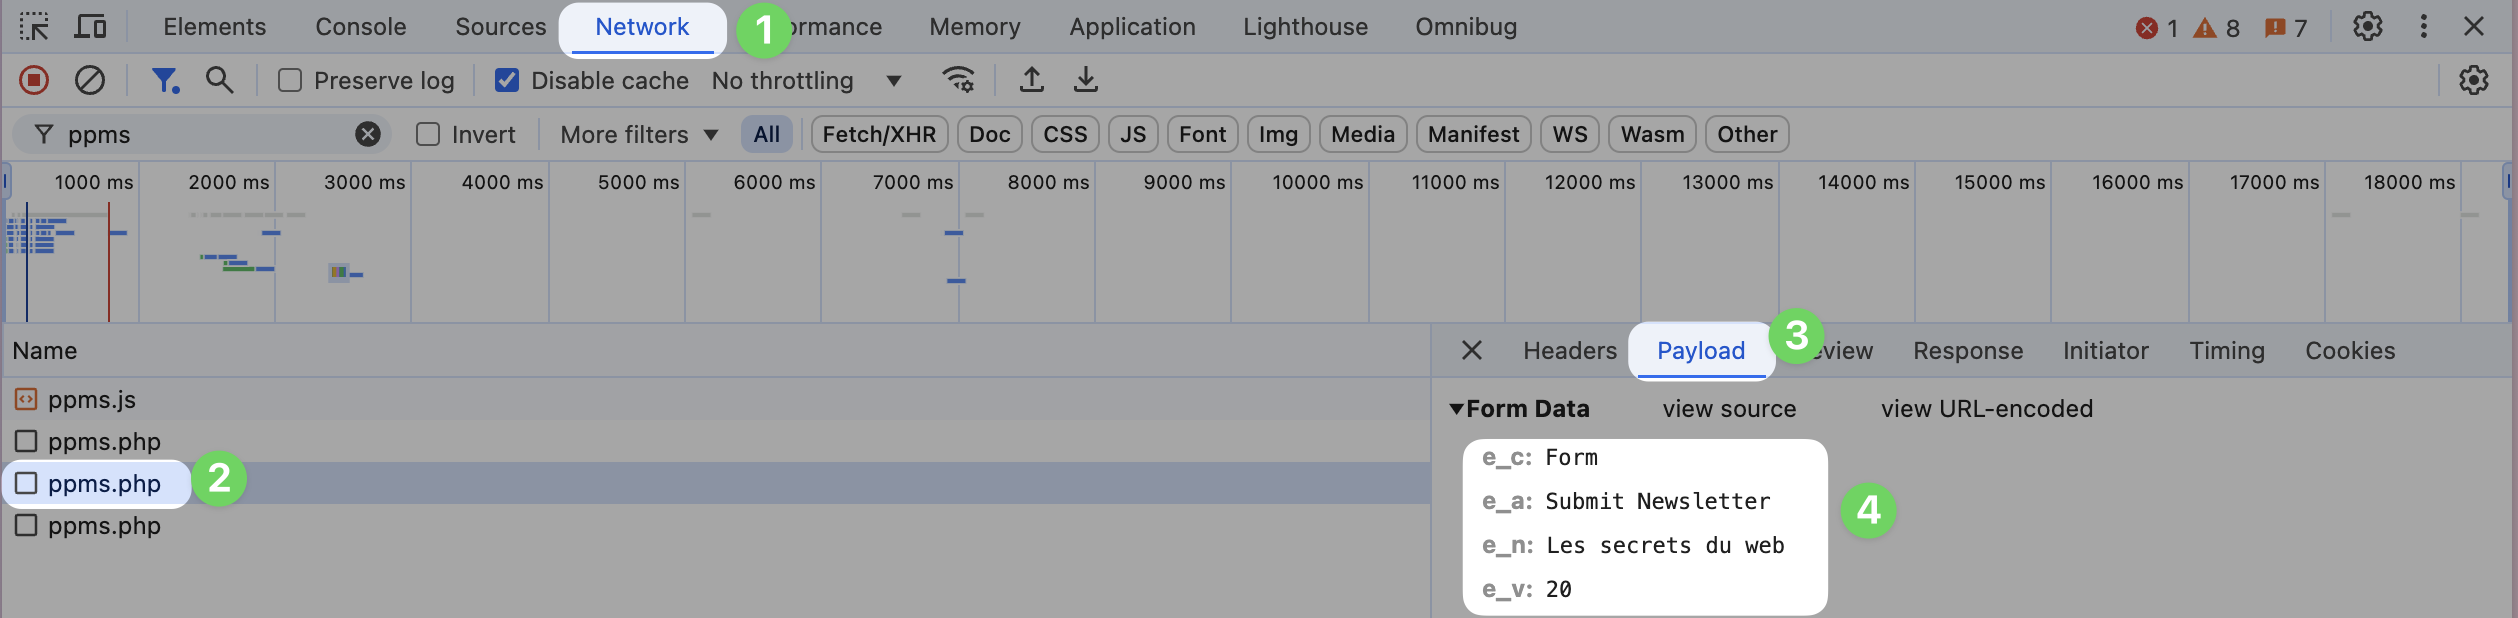 Elements Console Sources Network 1 ormance Memory Application Lighthouse Omnibug 1 8 7
Preserve log Disable cache No throttling
ppms Invert More filters All Fetch/XHR Doc CSS JS Font Img Media Manifest WS Wasm Other
1000 ms 2000 ms 3000 ms 4000 ms 5000 ms 6000 ms 7000 ms 8000 ms 9000 ms 10000 ms 11000 ms 12000 ms 13000 ms 14000 ms 15000 ms 16000 ms 17000 ms 18000 ms
Name
ppms.js
ppms.php
ppms.php 2
ppms.php
Headers Payload 3 eview Response Initiator Timing Cookies
Form Data view source view URL-encoded
e_c: Form
e_a: Submit Newsletter
4
e_n: Les secrets du web
e_v: 20